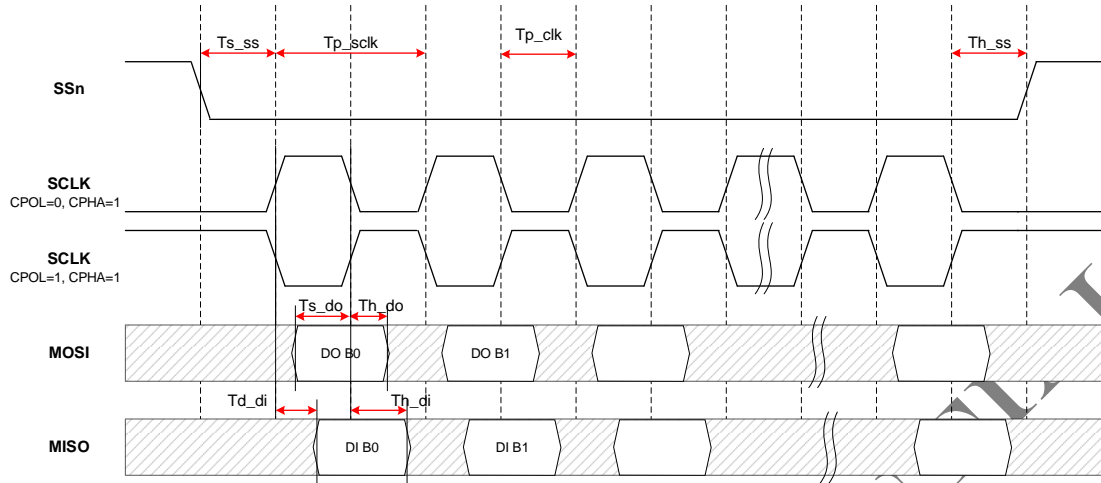 Ts_ss
Tp_sclk
Tp_clk
Th_ss
SSn
SCLK
CPOL=0, CPHA=1
SCLK
CPOL=1, CPHA=1
Ts_do
Th_do
MOSI
DO B0
DO B1
Td_di
Th_di
MISO
DI B0
DI B1